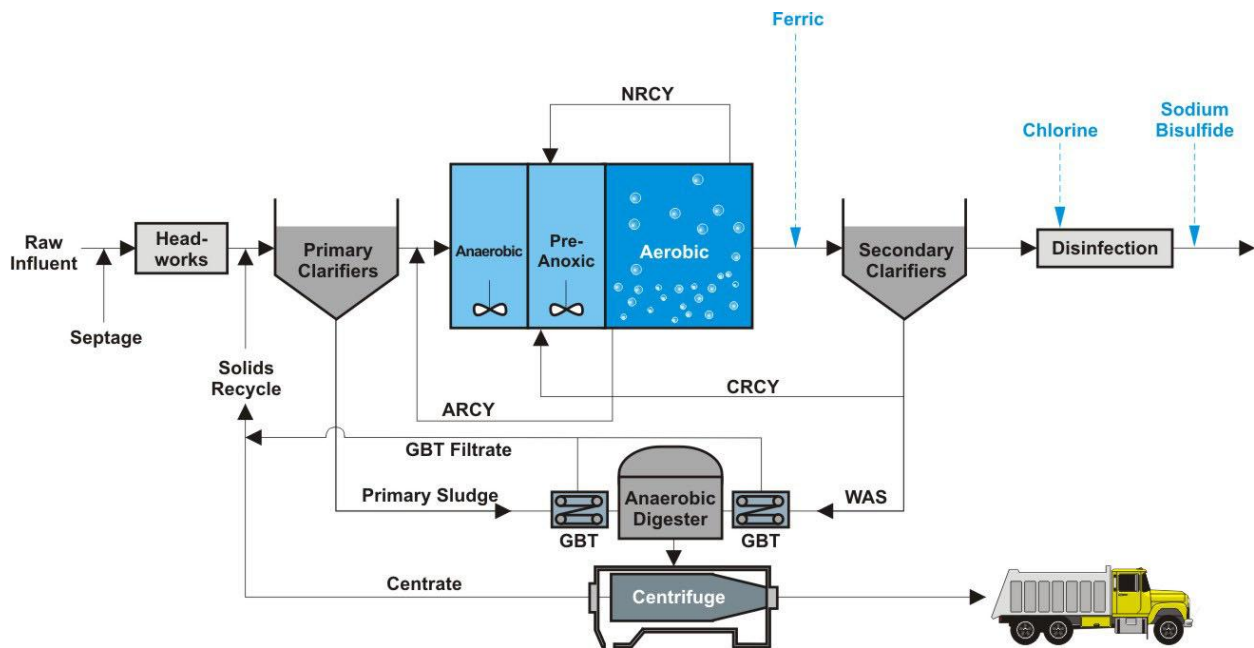 Ferric
NRCY
Chlorine
Sodium
Bisulfide
Raw
Influent
Head-
works
Primary
Clarifiers
Anaerobic
Pre-
Anoxic
Aerobic
Secondary
Clarifiers
Disinfection
Septage
Solids
Recycle
CRCY
ARCY
GBT Filtrate
Primary Sludge
Anaerobic
Digester
WAS
GBT
GBT
Centrate
Centrifuge